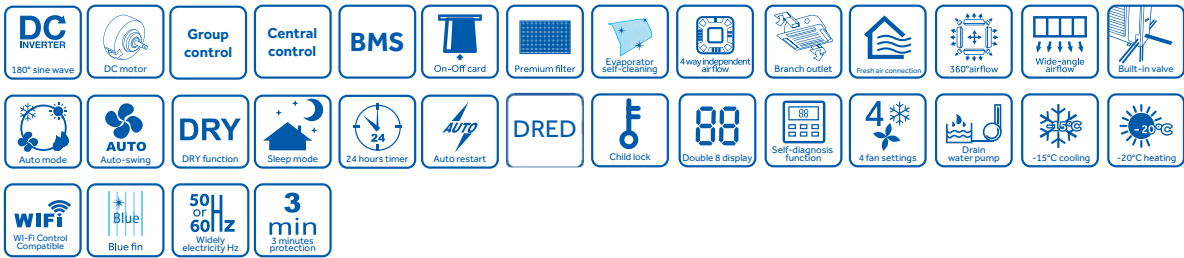 DC
INVERTER
180° sine wave
DC motor
Group
control
Central
control
BMS
On-Off card
Premium filter
Evaporator
self-cleaning
4 way independent
airflow
Branch outlet
Fresh air connection
360°airflow
Wide-angle
airflow
Built-in valve
Auto mode
AUTO
Auto-swing
DRY
DRY function
Sleep mode
24
24 hours timer
AUTO
Auto restart
DRED
Child lock
88
Double 8 display
88
Self-diagnosis
function
4
4 fan settings
Drain
water pump
-15°C
-15°C cooling
-20°C
-20°C heating
WIFi
WI-Fi Control
Compatible
Blue
Blue fin
50
or
60Hz
Widely
electricity Hz
3
min
3 minutes
protection